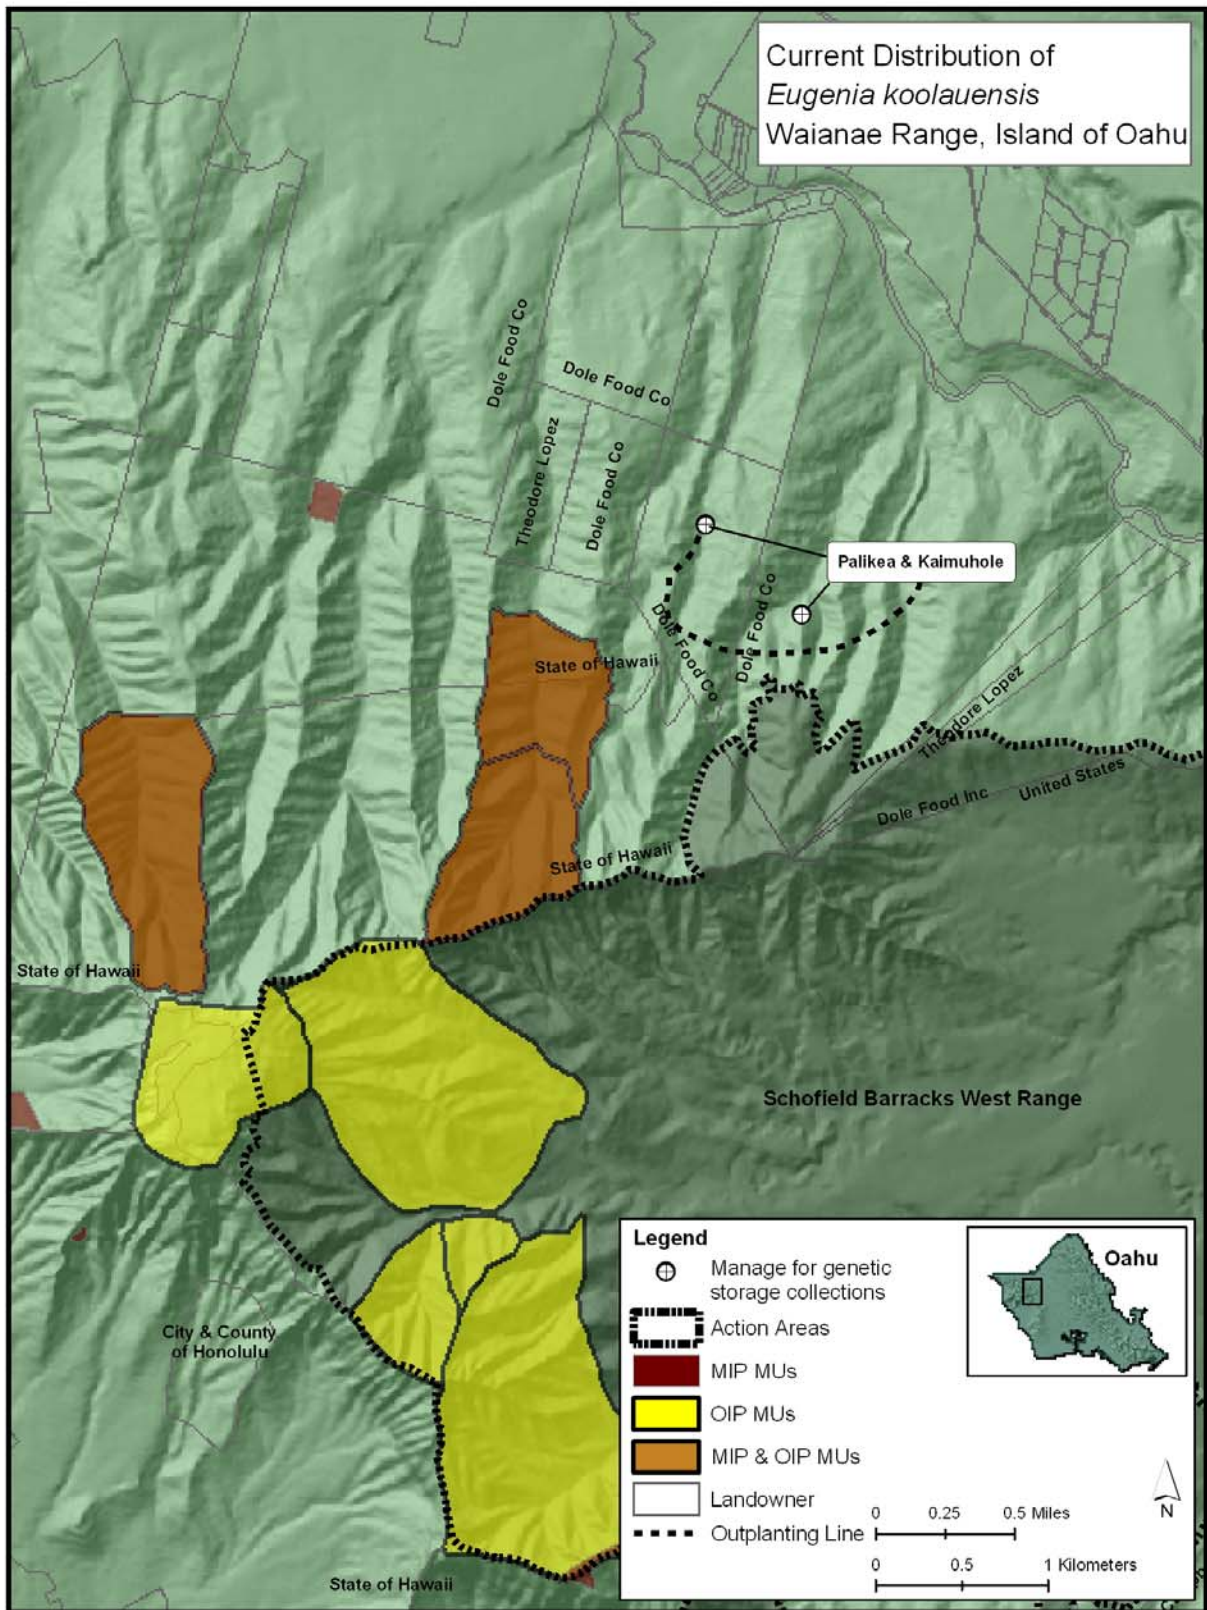 Current Distribution of
Eugenia koolauensis
Waianae Range, Island of Oahu
Dole Food Co
Dole Food Co
Theodore Lopez
Dole Food Co
Palikea & Kaimuhole
Dole Food Co
Dole Food Co
State of Hawaii
Theodore Lopez
United States
Dole Food Inc
State of Hawaii
State of Hawaii
Schofield Barracks West Range
City & County
of Honolulu
State of Hawaii
Legend
Manage for genetic
storage collections
Action Areas
MIP MUs
OIP MUs
MIP & OIP MUs
Landowner
Outplanting Line
Oahu
N
0 0.25 0.5 Miles
0 0.5 1 Kilometers